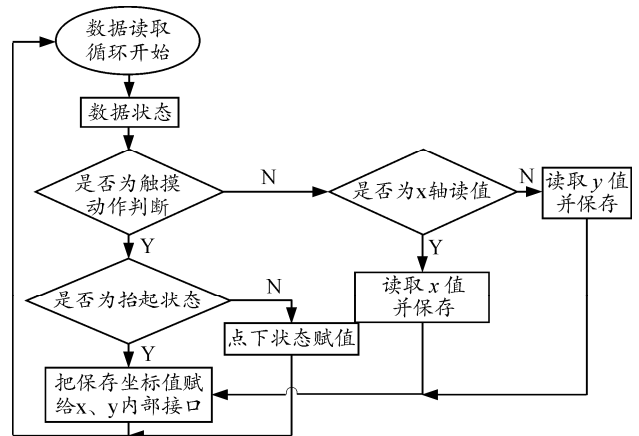 数据读取
循环开始
数据状态
是否为触摸
动作判断
N
是否为x轴读值
N
读取 y 值
并保存
Y
Y
是否为抬起状态
N
读取 x 值
并保存
点下状态赋值
Y
把保存坐标值赋
给x、y内部接口